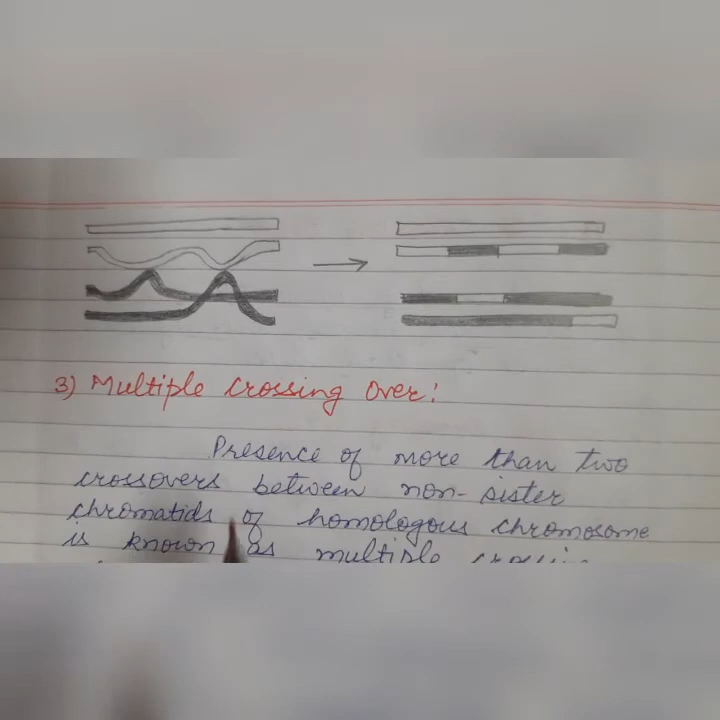 3) Multiple Crossing Over:
Presence of more than two
crossovers between non-sister
chromatids of homologous chromosome
is known as multiple